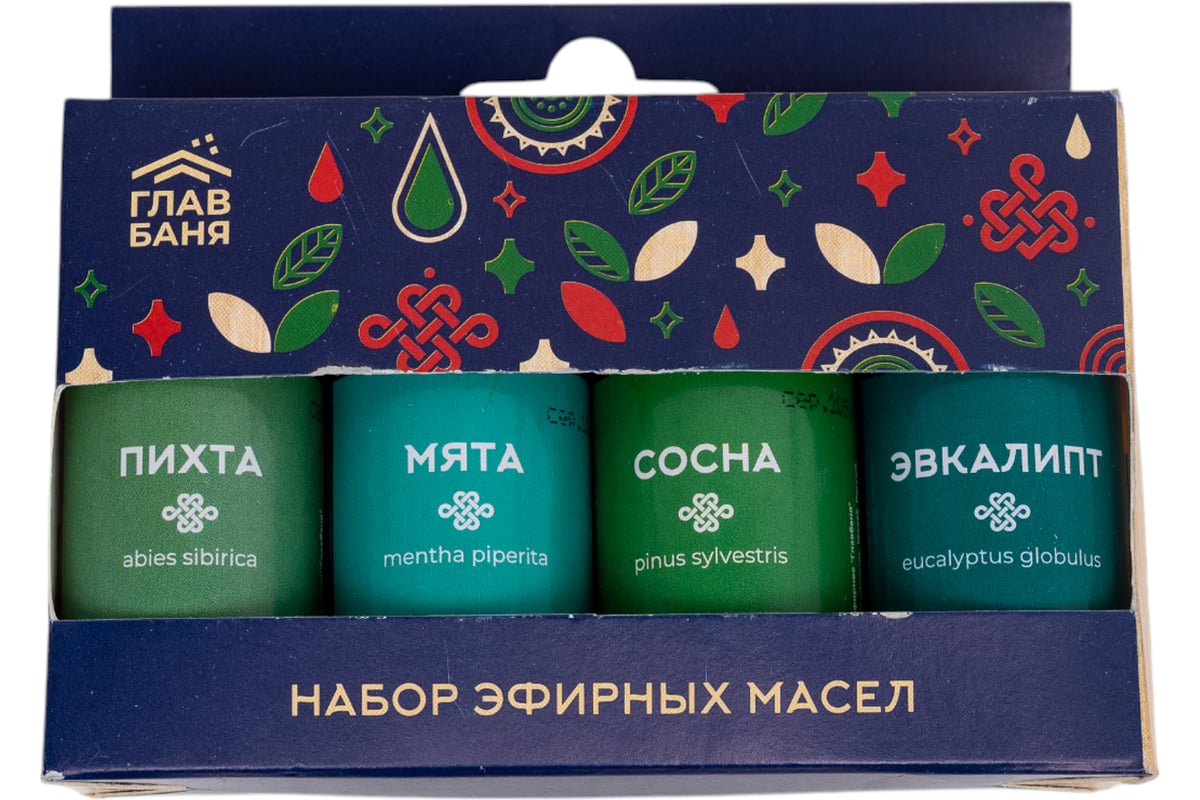 ГЛАВ
БАНЯ
ПИХТА
abies sibirica
МЯТА
mentha piperita
СОСНА
pinus sylvestris
ЭВКАЛИПТ
eucalyptus globulus
НАБОР ЭФИРНЫХ МАСЕЛ